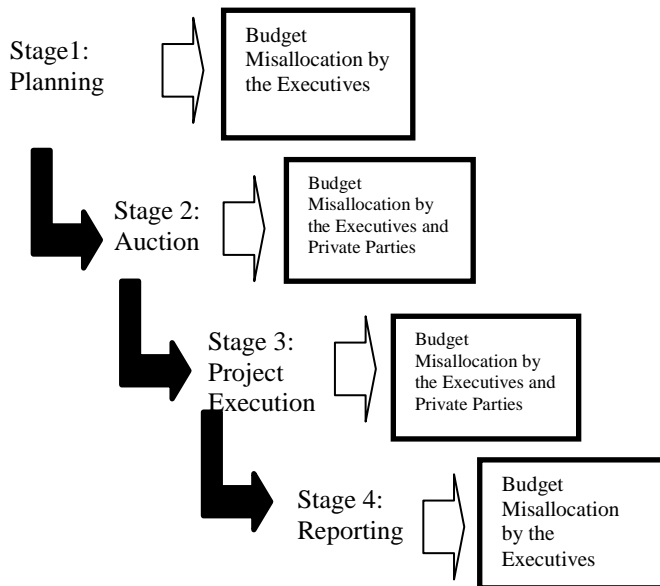 Stage1:
Planning
Budget
Misallocation by
the Executives
Stage 2:
Auction
Budget
Misallocation by
the Executives and
Private Parties
Stage 3:
Project
Execution
Budget
Misallocation by
the Executives and
Private Parties
Stage 4:
Reporting
Budget
Misallocation
by the
Executives